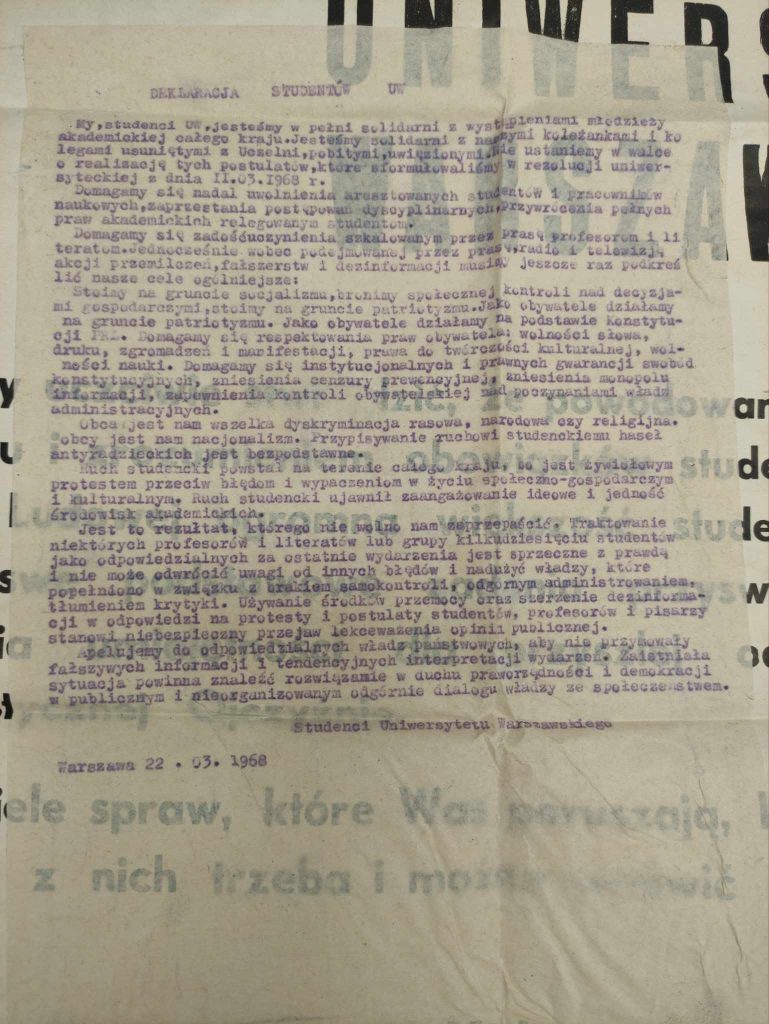 UNIWERS
DEKLARACJA STUDENTÓW UW
My,studenci UW,jesteśmy w pełni solidarni z wystąpieniami młodzieży
akademickiej całego kraju.Jesteśmy solidarni z naszymi koleżankami i ko
legami usuniętymi z Uczelni,pobitymi,uwięzionymi.Nie ustaniemy w walce
o realizację tych postulatów,które sformułowaliśmy w rezolucji uniwer-
syteckiej z dnia II.03.1968 r.
Domagamy się nadal uwolnienia aresztowanych studentów i pracowników
naukowych,zaprzestania postępowań dyscyplinarnych,przywrócenia pełnych
praw akademickich relegowanym studentom.
Domagamy się zadośćuczynienia szkalowanym przez prasę profesorom i li
teratom.Jednocześnie wobec podejmowanej przez prasę,radio i telewizją
akcji przemilczeń,fałszerstw i dezinformacji musimy jeszcze raz podkreś
lić nasze cele ogólniejsze:
Stoimy na gruncie socjalizmu,bronimy społecznej kontroli nad decyzja-
mi gospodarczymi,stoimy na gruncie patriotyzmu.Jako obywatele działamy
na gruncie patriotyzmu. Jako obywatele działamy na podstawie Konstytu-
cji PRL. Domagamy się respektowania praw obywatela: wolności słowa,
druku, zgromadzeń i manifestacji, prawa do twórczości kulturalnej, wol-
ności nauki. Domagamy się instytucjonalnych i prawnych gwarancji swobód
konstytucyjnych, zniesienia cenzury prewencyjnej, zniesienia monopolu
informacji, zapewnienia kontroli obywatelskiej nad poczynaniami władz
administracyjnych.
Obca jest nam wszelka dyskryminacja rasowa, narodowa czy religijna.
obcy jest nam nacjonalizm. Przypisywanie ruchowi studenckiemu haseł
antyradzieckich jest bezpodstawne.
Ruch studencki powstał na terenie całego kraju, bo jest żywiołowym
protestem przeciw błędom i wypaczeniom w życiu społeczno-gospodarczym
i kulturalnym. Ruch studencki ujawnił zaangażowanie ideowe i jedność
środowisk akademickich.
Jest to rezultat, którego nie wolno nam zaprzepaścić. Traktowanie
niektórych profesorów i literatów lub grupy kilkudziesięciu studentów
jako odpowiedzialnych za ostatnie wydarzenia jest sprzeczne z prawdą
i nie może odwrócić uwagi od innych błędów i nadużyć władzy, które
popełniono w związku z brakiem samokontroli, odgórnym administrowaniem,
tłumieniem krytyki. Używanie środków przemocy oraz szerzenie dezinforma-
cji w odpowiedzi na protesty i postulaty studentów, profesorów i pisarzy
stanowi niebezpieczny przejaw lekceważenia opinii publicznej.
Apelujemy do odpowiedzialnych władz państwowych, aby nie przymowały
fałszywych informacji i tendencyjnych interpretacji wydarzeń. Zaistniała
sytuacja powinna znaleźć rozwiązanie w duchu praworządności i demokracji
w publicznym i nieorganizowanym odgórnie dialogu władzy ze społeczeństwem.
Studenci Uniwersytetu Warszawskiego
Warszawa 22 . 03. 1968
iele spraw, które Was poruszają,
z nich trzeba i można